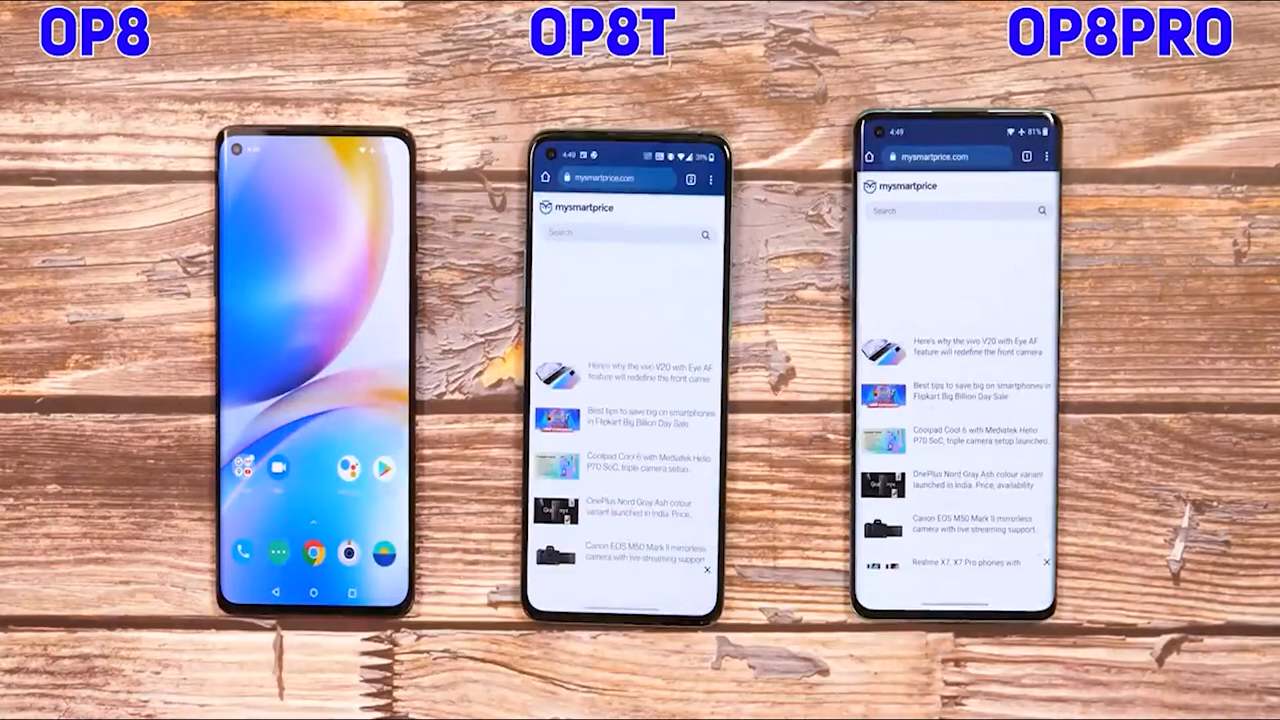 OP8
OP8T
OP8PRO
4:49
mysmartprice.com
2
mysmartprice
Search
Here's why the vivo V20 with Eye AF
feature will redefine the front camer
Best tips to save big on smartphones
in Flipkart Big Billion Day Sale
Coolpad Cool 6 with Mediatek Helio
P70 SoC, triple camera setup..
OnePlus Nord Gray Ash colour
variant launched in India. Price,
Canon EOS M50 Mark II mirrorless
camera with live streaming support
4:49
81%
mysmartprice.com
1
mysmartprice
Search
Here's why the vivo V20 with Eye AF
feature will redefine the front camera
Best tips to save big on smartphones in
Flipkart Big Billion Day Sale
Coolpad Cool 6 with Mediatek Helio
P70 SoC, triple camera setup launched..
OnePlus Nord Gray Ash colour variant
launched in India. Price, availability
Canon EOS M50 Mark II mirrorless
camera with live streaming support..
Realme X7, X7 Pro phones with